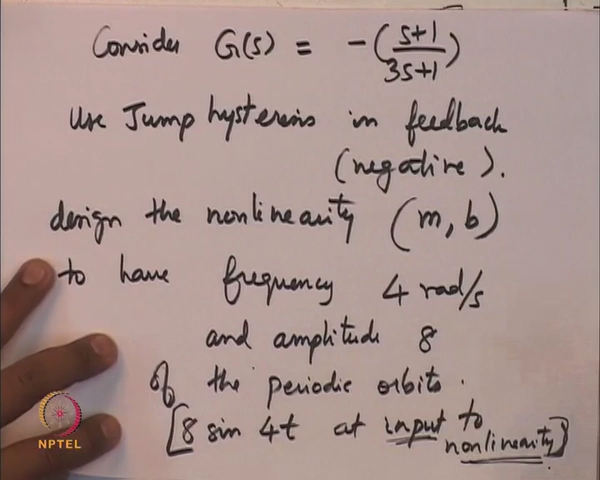 Consider G(s) = -(s+1/3s+1)
Use Jump hysteresis in feedback
(negative).
design the nonlinearity (m, b)
to have frequency 4 rad/s
and amplitude 8
of the periodic orbits.
[8 sin 4t at input to
nonlinearity]
NPTEL